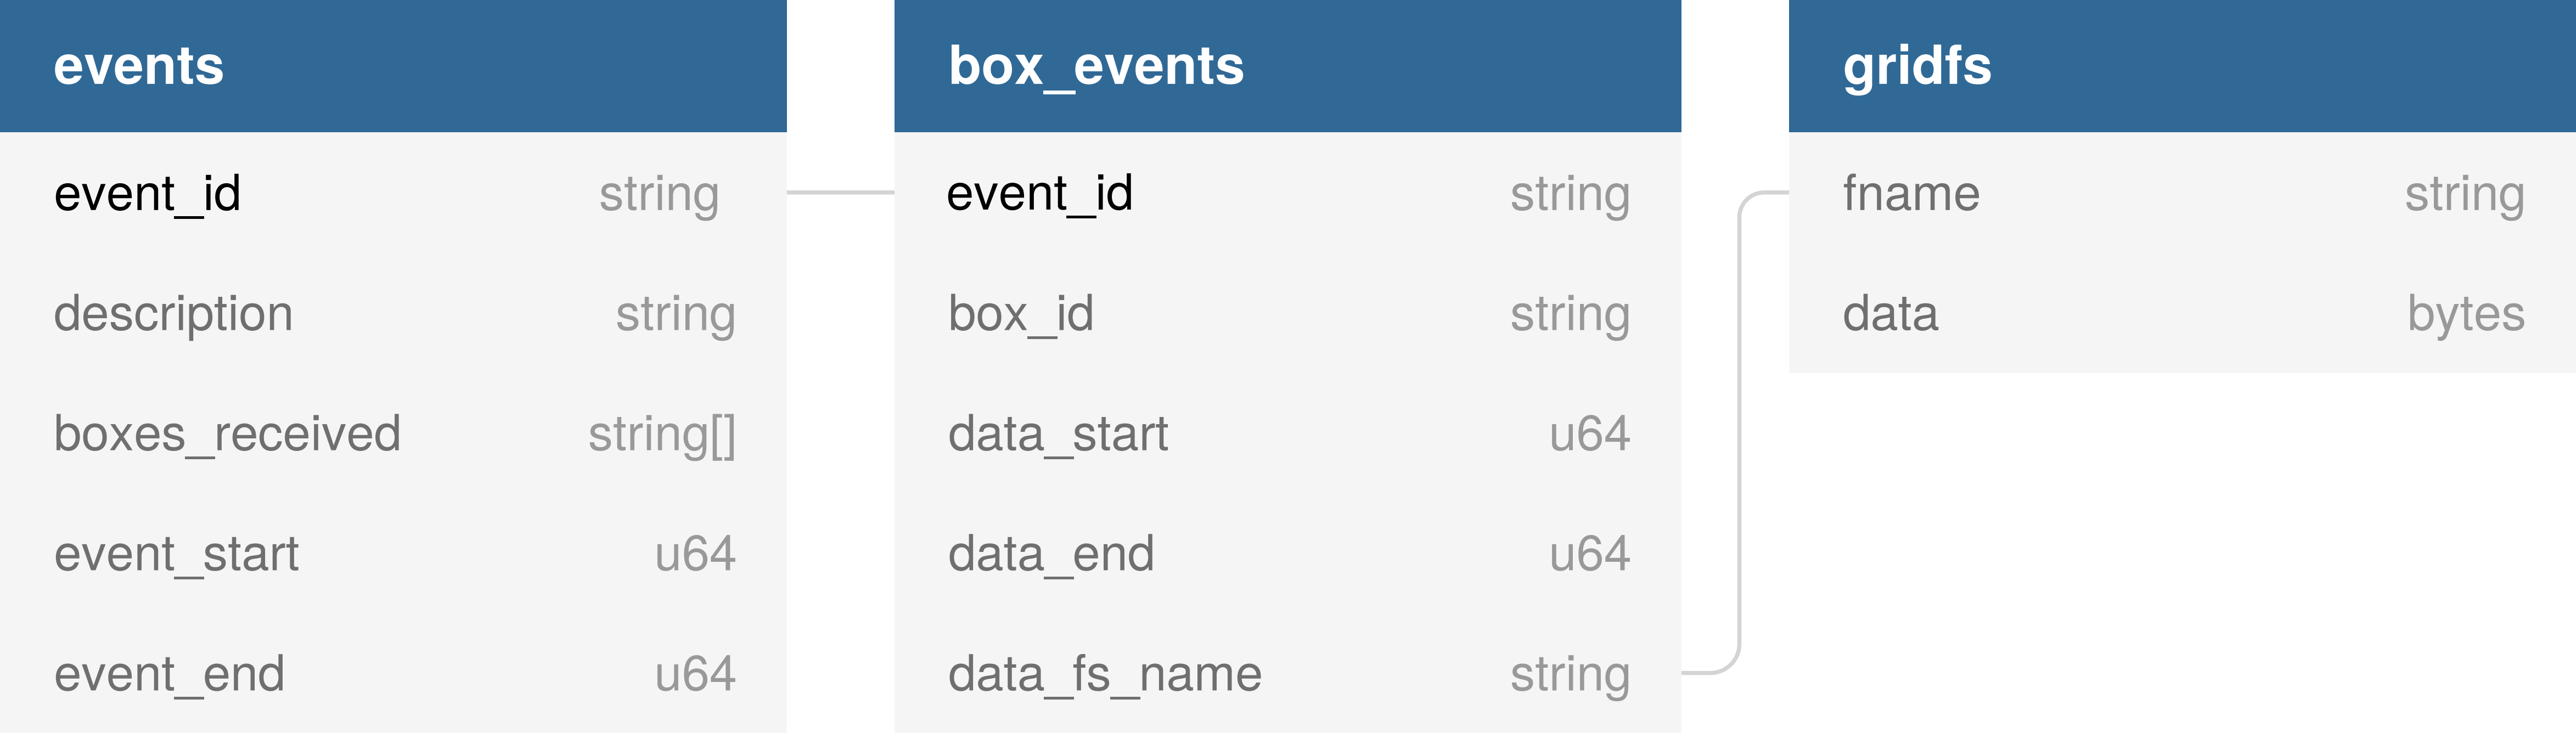 events
event_id string
description string
boxes_received string[]
event_start u64
event_end u64
box_events
event_id string
box_id string
data_start u64
data_end u64
data_fs_name string
gridfs
fname string
data bytes